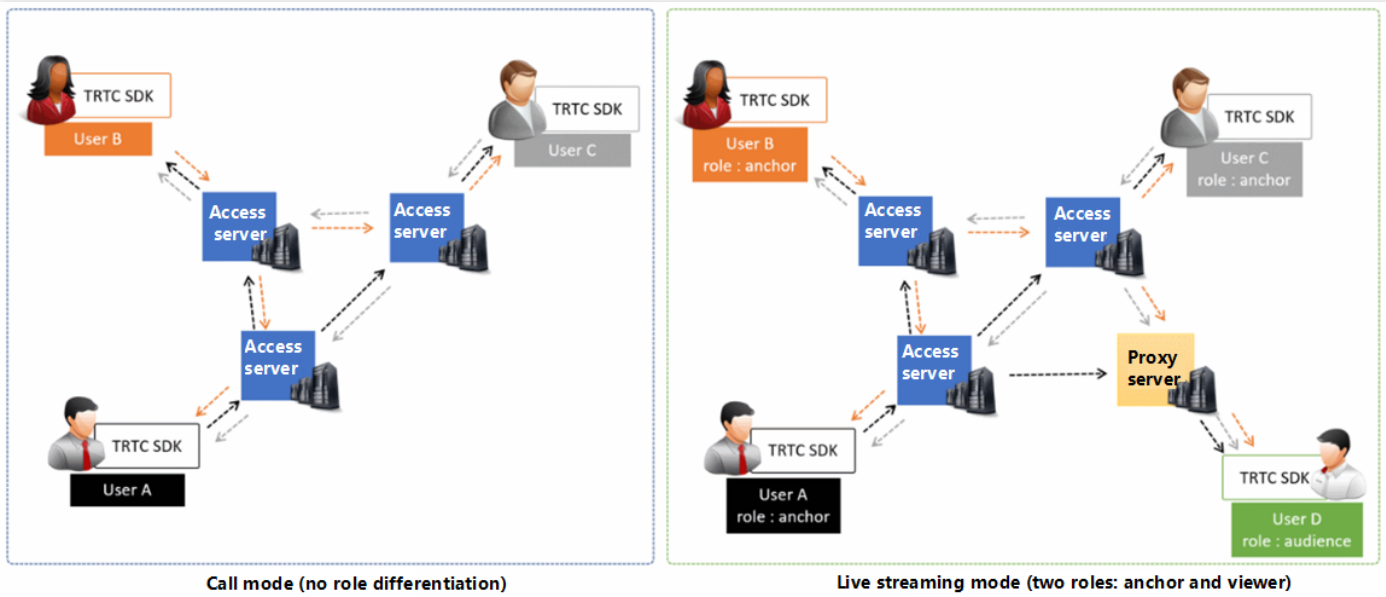 TRTC SDK
User B
TRTC SDK
User C
Access
server
Access
server
Access
server
TRTC SDK
User A
Call mode (no role differentiation)
TRTC SDK
User B
role : anchor
TRTC SDK
User C
role : anchor
Access
server
Access
server
Access
server
Proxy
server
TRTC SDK
User A
role : anchor
TRTC SDK
User D
role : audience
Live streaming mode (two roles: anchor and viewer)